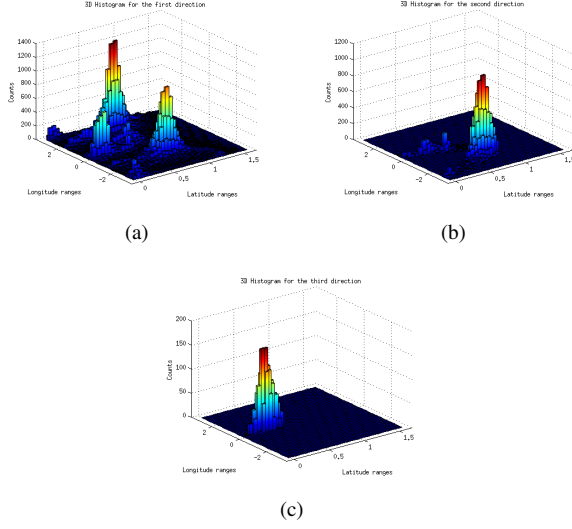 3D Histogram for the first direction
1400
1200
1000
800
600
400
200
0
Counts
2
0
-2
Longitude ranges
0
0.5
1
1.5
Latitude ranges
(a)
3D Histogram for the second direction
1200
1000
800
600
400
200
0
Counts
2
0
-2
Longitude ranges
0
0.5
1
1.5
Latitude ranges
(b)
3D Histogram for the third direction
200
150
100
50
0
Counts
2
0
-2
Longitude ranges
0
0.5
1
1.5
Latitude ranges
(c)